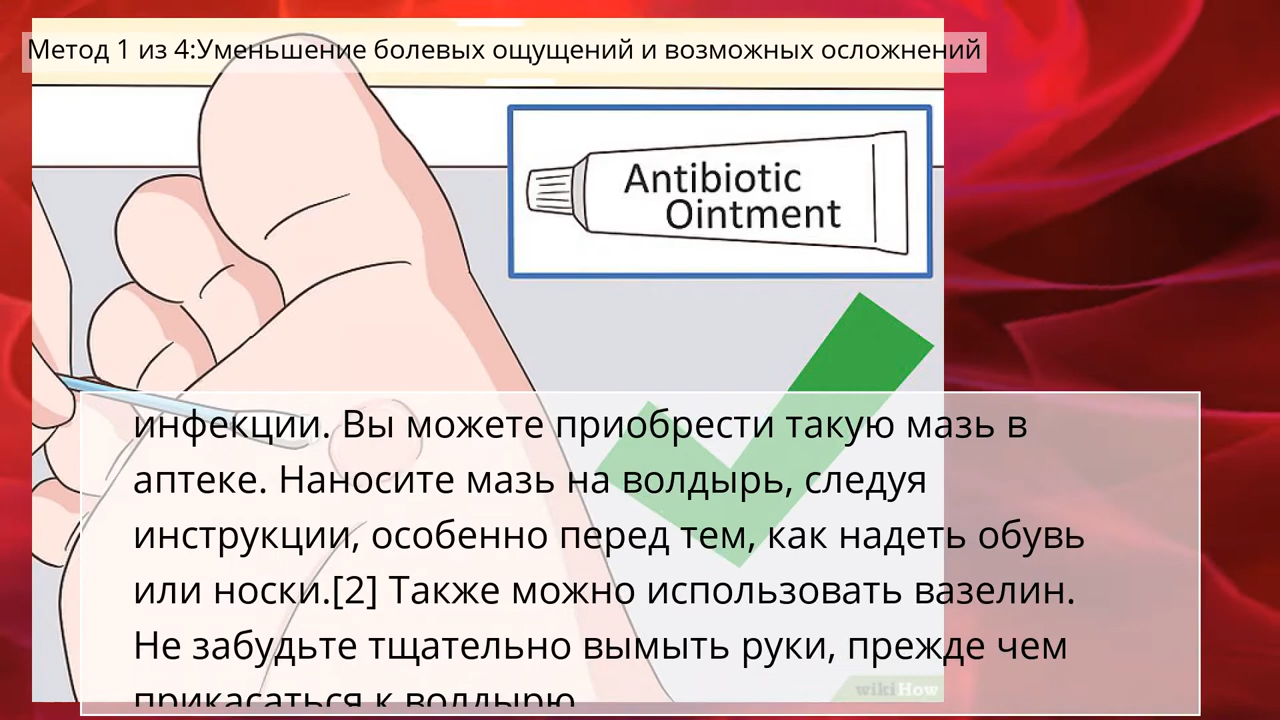 Метод 1 из 4:Уменьшение болевых ощущений и возможных осложнений
Antibiotic
Ointment
инфекции. Вы можете приобрести такую мазь в
аптеке. Наносите мазь на волдырь, следуя
инструкции, особенно перед тем, как надеть обувь
или носки.[2] Также можно использовать вазелин.
Не забудьте тщательно вымыть руки, прежде чем
прикасаться к волдырю
wikiHow